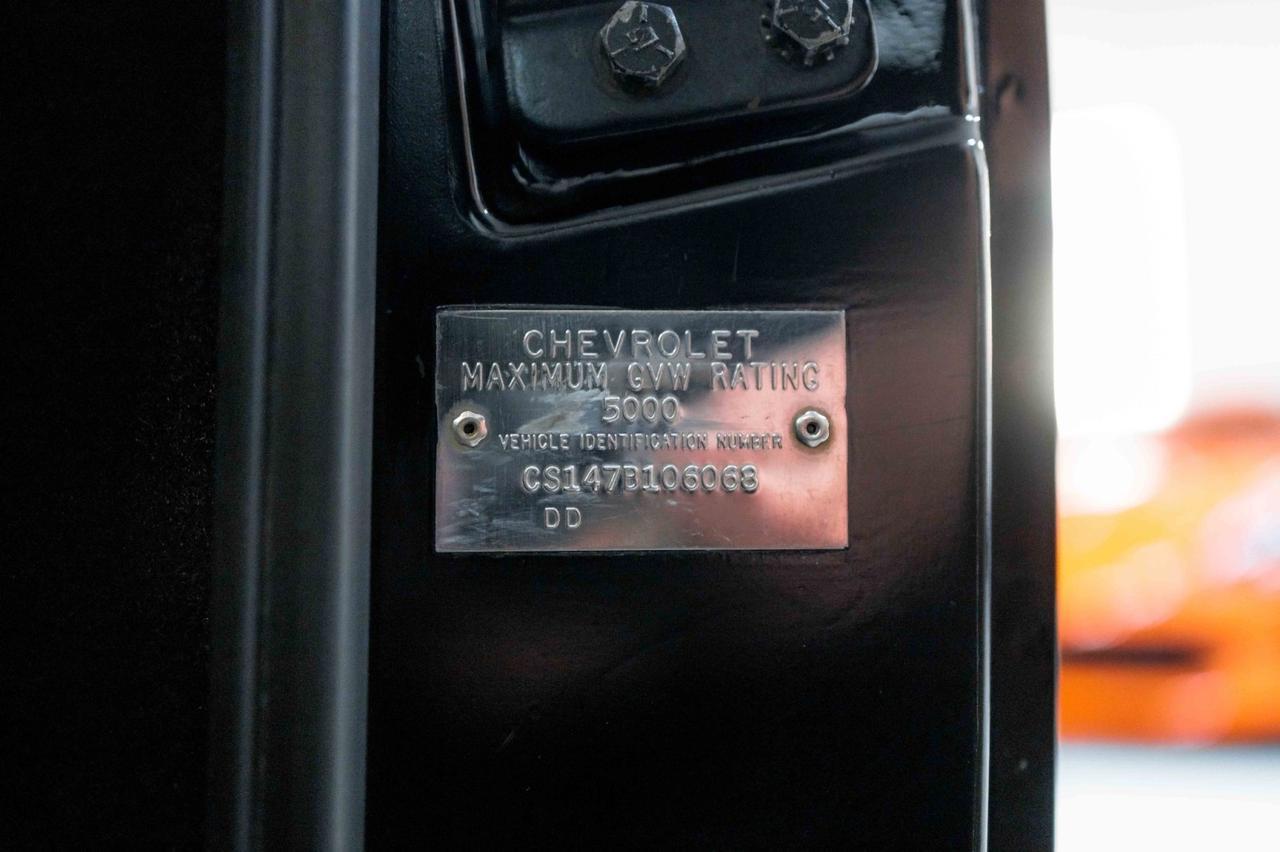 CHEVROLET
MAXIMUM GVW RATING
5000
VEHICLE IDENTIFICATION NUMBER
CS147B106068
DD